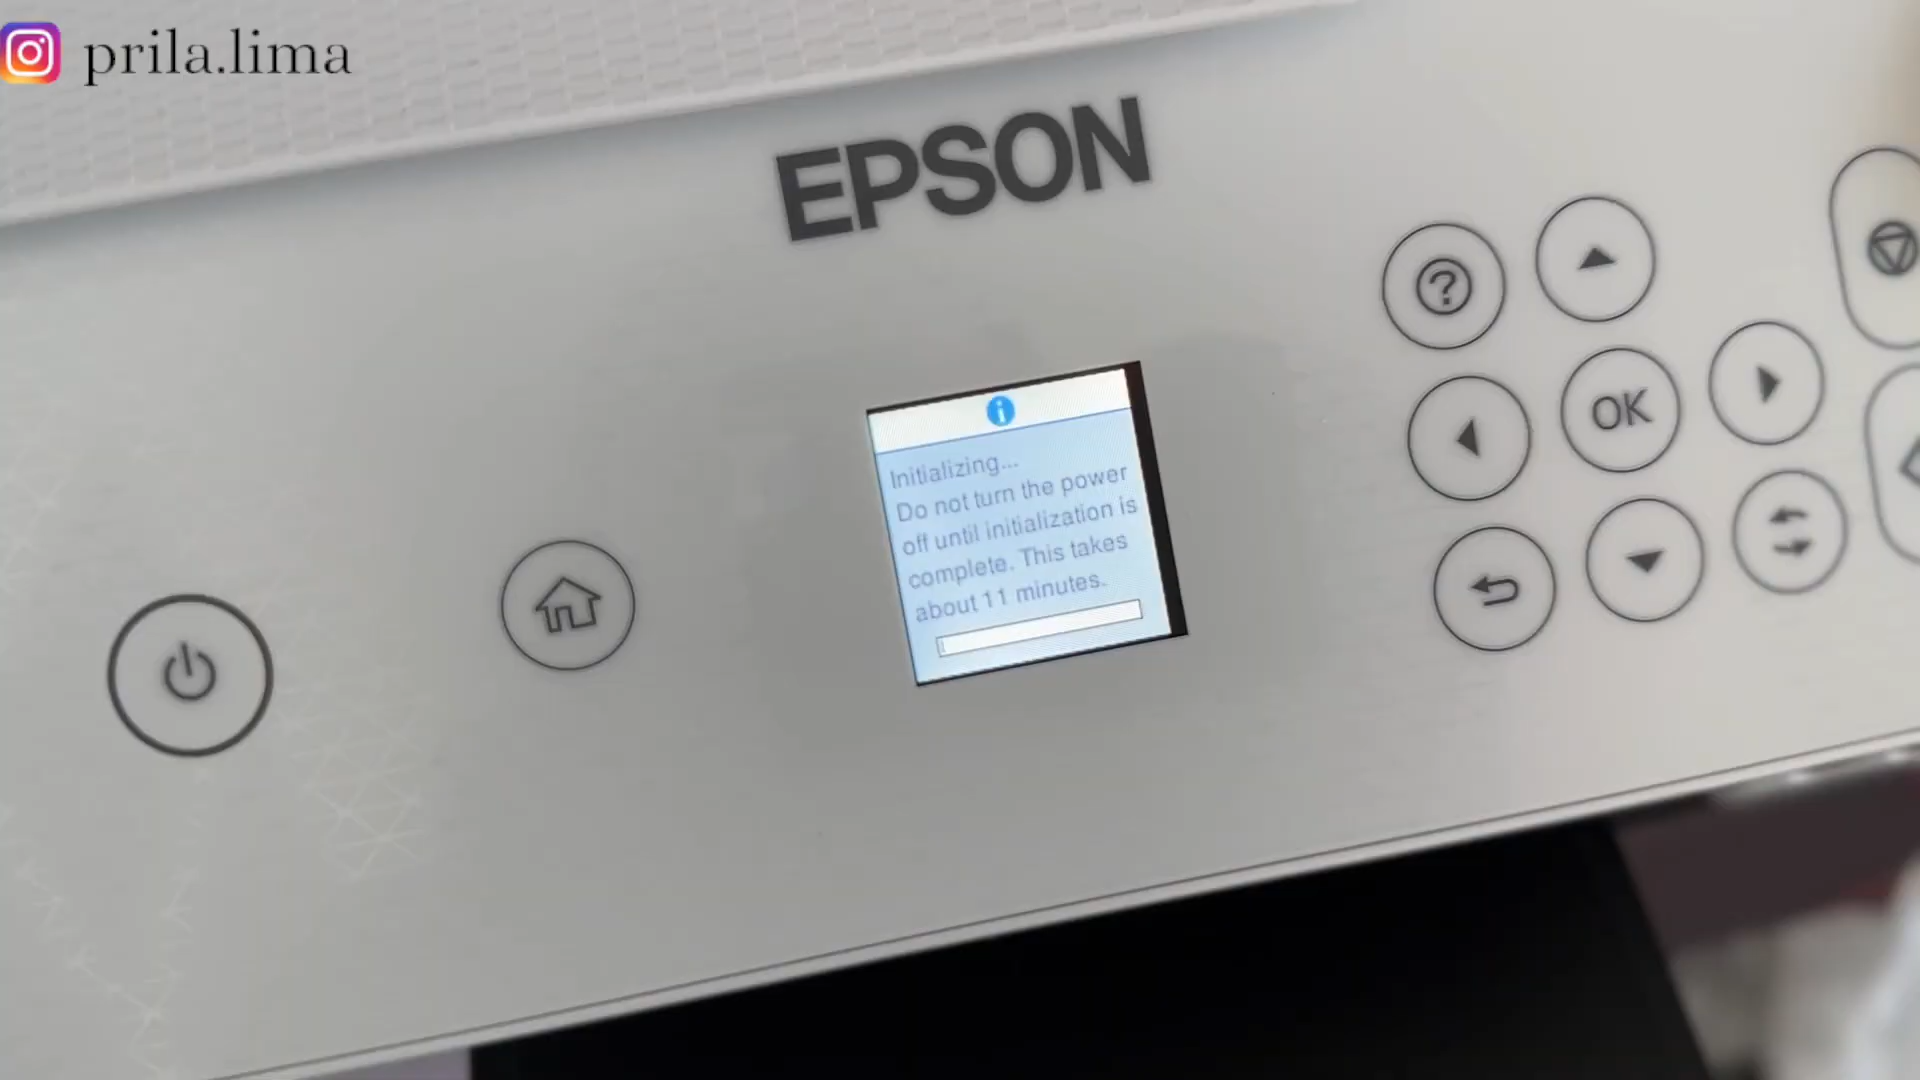 prila.lima
EPSON
Initializing...
Do not turn the power
off until initialization is
complete. This takes
about 11 minutes.
OK